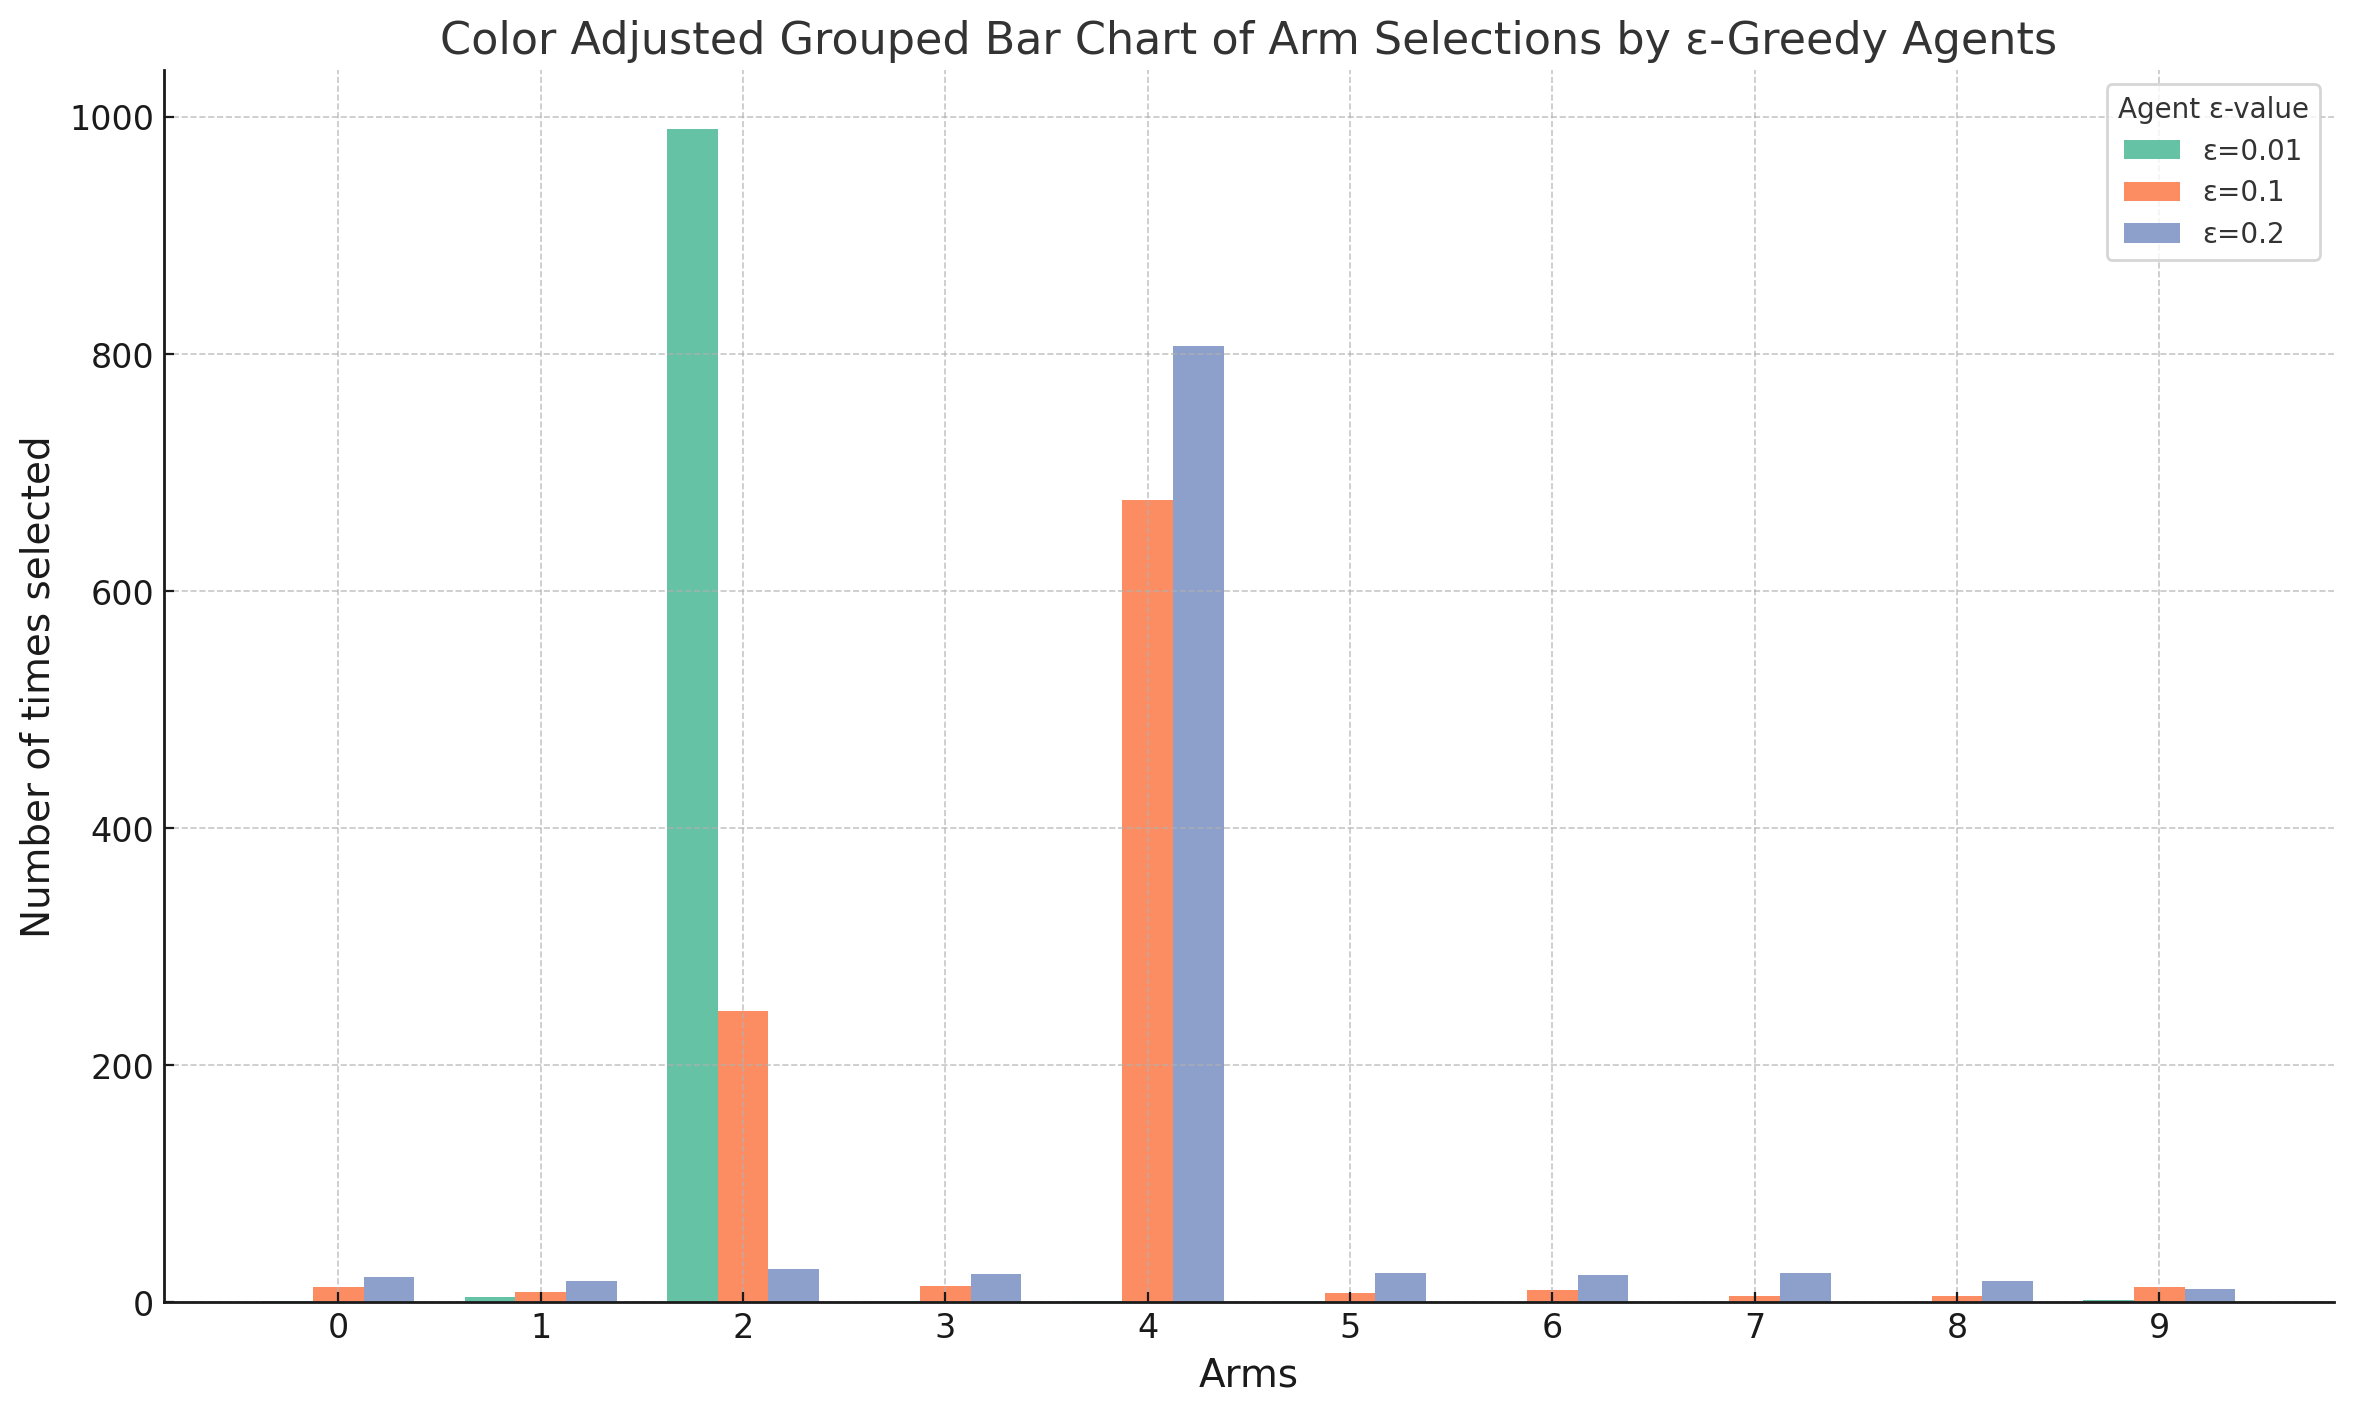 Color Adjusted Grouped Bar Chart of Arm Selections by ε-Greedy Agents
Agent ε-value
ε=0.01
ε=0.1
ε=0.2
Number of times selected
1000
800
600
400
200
0
0 1 2 3 4 5 6 7 8 9
Arms